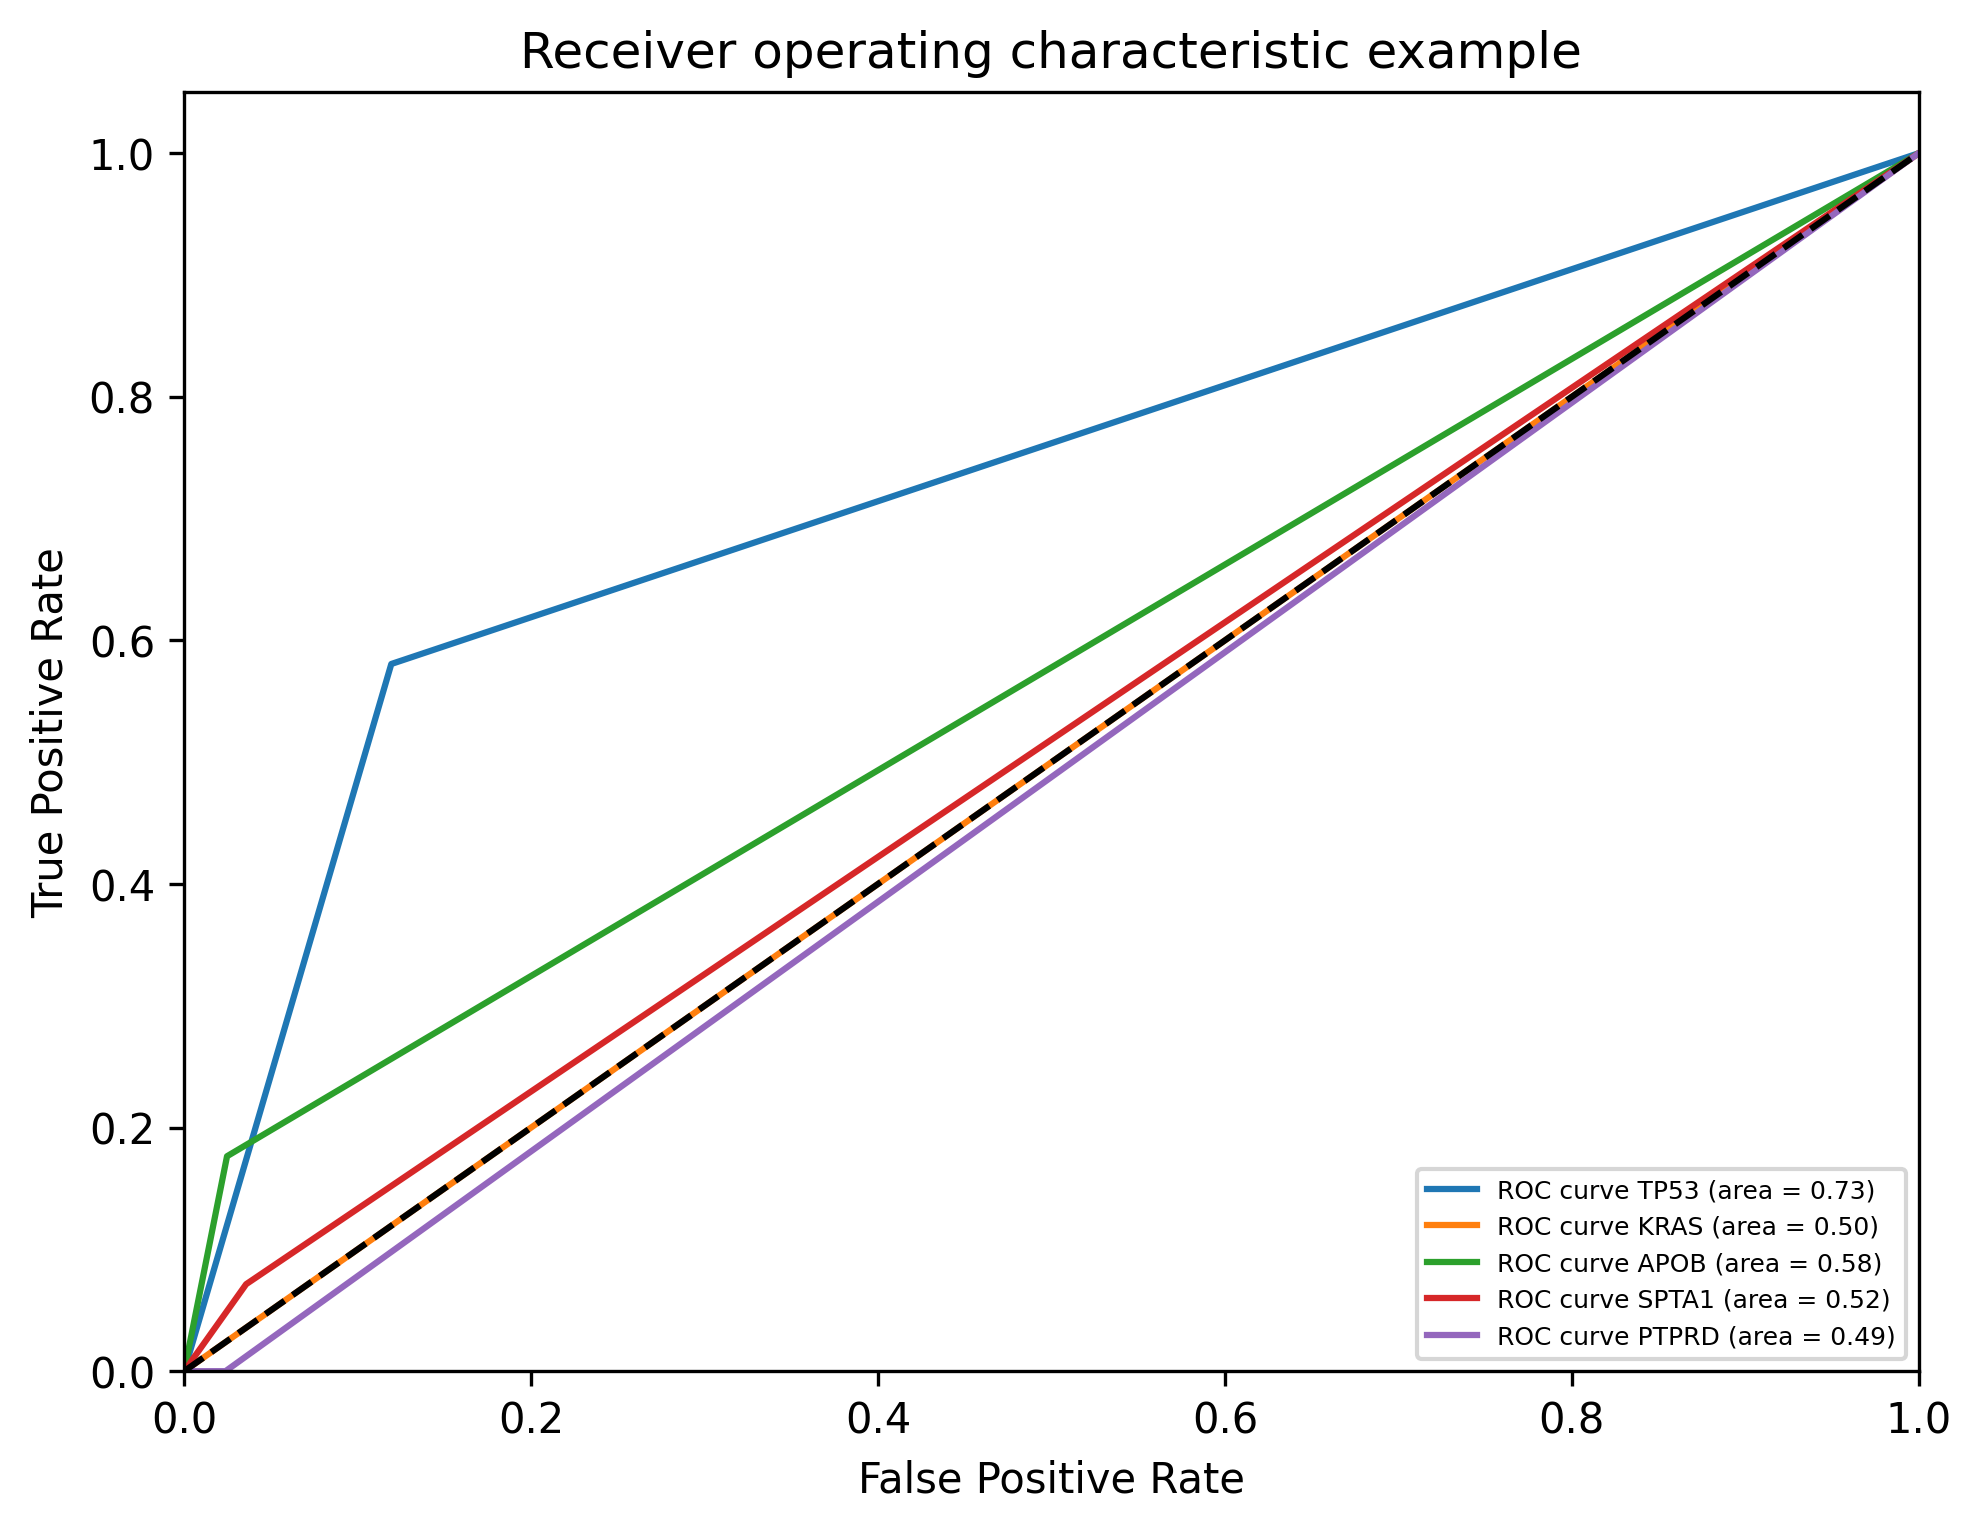 Receiver operating characteristic example
True Positive Rate
1.0
0.8
0.6
0.4
0.2
0.0
ROC curve TP53 (area = 0.73)
ROC curve KRAS (area = 0.50)
ROC curve APOB (area = 0.58)
ROC curve SPTA1 (area = 0.52)
ROC curve PTPRD (area = 0.49)
0.0 0.2 0.4 0.6 0.8 1.0
False Positive Rate